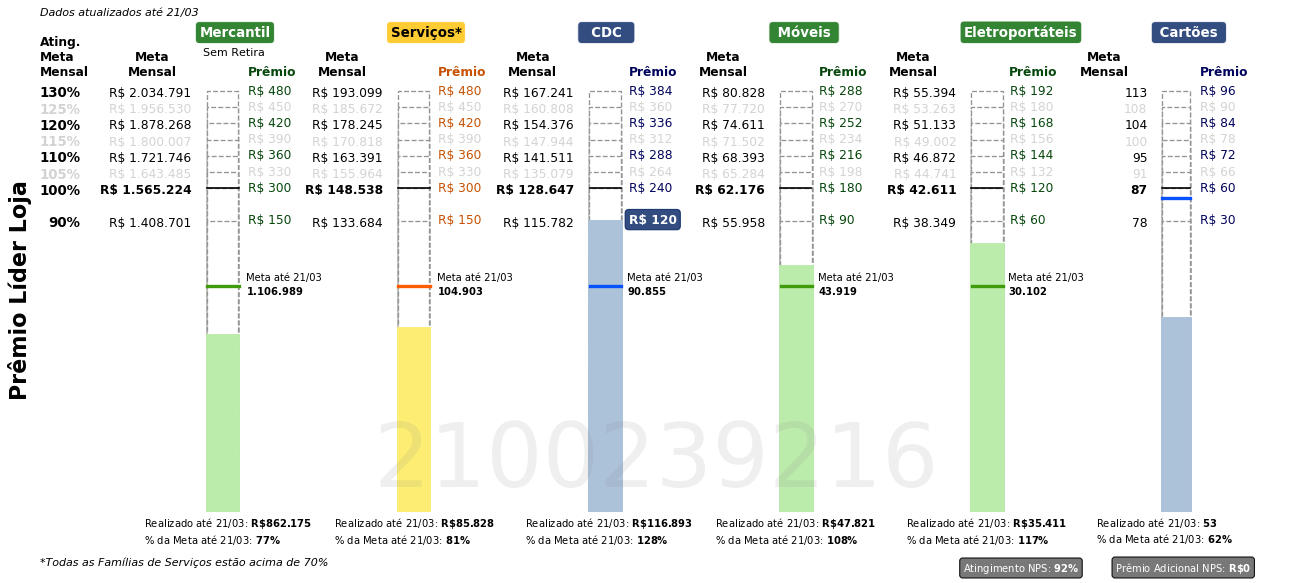 Dados atualizados até 21/03
Mercantil Serviços* CDC Móveis Eletroportáteis Cartões
Sem Retira
Ating. Meta Mensal
Meta Mensal Prêmio Meta Mensal Prêmio Meta Mensal Prêmio Meta Mensal Prêmio Meta Mensal Prêmio Meta Mensal Prêmio
130% R$ 2.034.791 R$ 480 R$ 193.099 R$ 480 R$ 167.241 R$ 384 R$ 80.828 R$ 288 R$ 55.394 R$ 192 113 R$ 96
125% R$ 1.956.530 R$ 450 R$ 185.672 R$ 450 R$ 160.808 R$ 360 R$ 77.720 R$ 270 R$ 53.263 R$ 180 108 R$ 90
120% R$ 1.878.268 R$ 420 R$ 178.245 R$ 420 R$ 154.376 R$ 336 R$ 74.611 R$ 252 R$ 51.133 R$ 168 104 R$ 84
115% R$ 1.800.007 R$ 390 R$ 170.818 R$ 390 R$ 147.944 R$ 312 R$ 71.502 R$ 234 R$ 49.002 R$ 156 100 R$ 78
110% R$ 1.721.746 R$ 360 R$ 163.391 R$ 360 R$ 141.511 R$ 288 R$ 68.393 R$ 216 R$ 46.872 R$ 144 95 R$ 72
105% R$ 1.643.485 R$ 330 R$ 155.964 R$ 330 R$ 135.079 R$ 264 R$ 65.284 R$ 198 R$ 44.741 R$ 132 91 R$ 66
100% R$ 1.565.224 R$ 300 R$ 148.538 R$ 300 R$ 128.647 R$ 240 R$ 62.176 R$ 180 R$ 42.611 R$ 120 87 R$ 60
90% R$ 1.408.701 R$ 150 R$ 133.684 R$ 150 R$ 115.782 R$ 120 R$ 55.958 R$ 90 R$ 38.349 R$ 60 78 R$ 30
Prêmio Líder Loja
Meta até 21/03 Meta até 21/03 Meta até 21/03 Meta até 21/03 Meta até 21/03
1.106.989 104.903 90.855 43.919 30.102
2100239216
Realizado até 21/03: R$862.175 Realizado até 21/03: R$85.828 Realizado até 21/03: R$116.893 Realizado até 21/03: R$47.821 Realizado até 21/03: R$35.411 Realizado até 21/03: 53
% da Meta até 21/03: 77% % da Meta até 21/03: 81% % da Meta até 21/03: 128% % da Meta até 21/03: 108% % da Meta até 21/03: 117% % da Meta até 21/03: 62%
*Todas as Famílias de Serviços estão acima de 70% Atingimento NPS: 92% Prêmio Adicional NPS: R$0